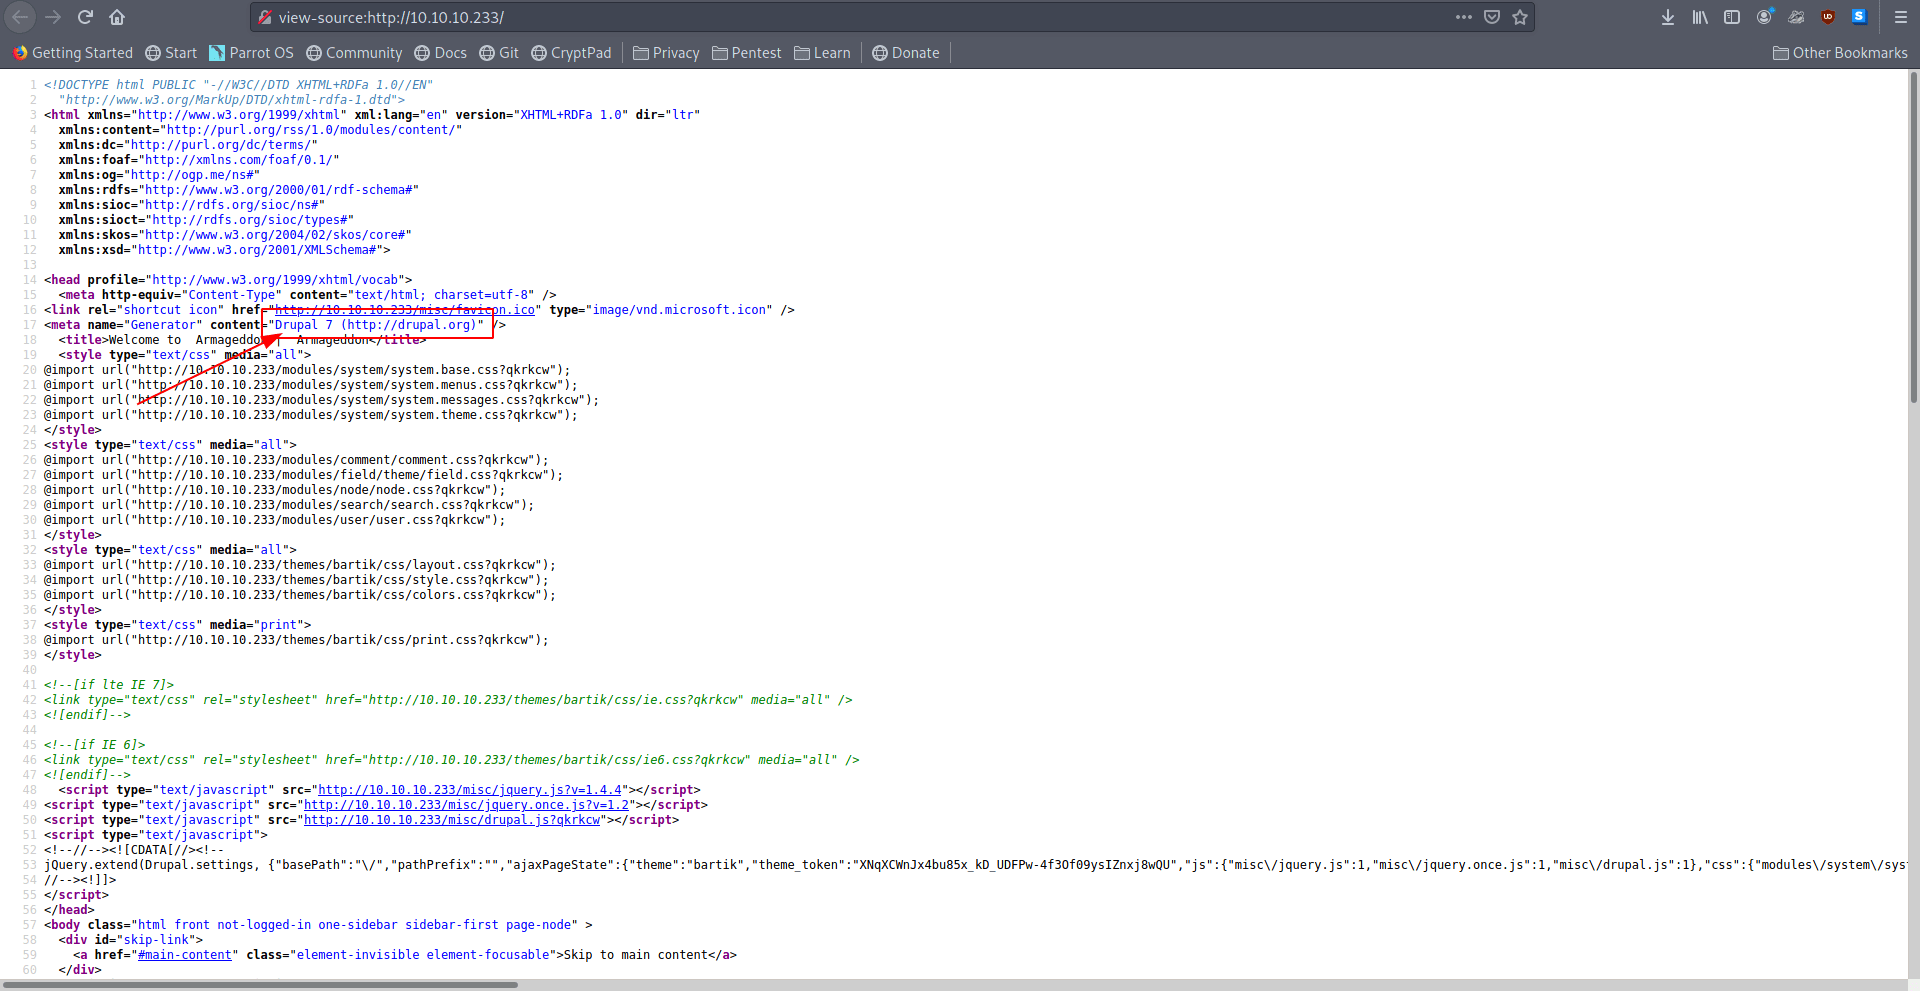 view-source:http://10.10.10.233/
Getting Started Start Parrot OS Community Docs Git CryptPad Privacy Pentest Learn Donate Other Bookmarks
1 <!DOCTYPE html PUBLIC "-//W3C//DTD XHTML+RDFa 1.0//EN"
2 "http://www.w3.org/MarkUp/DTD/xhtml-rdfa-1.dtd">
3 <html xmlns="http://www.w3.org/1999/xhtml" xml:lang="en" version="XHTML+RDFa 1.0" dir="ltr"
4 xmlns:content="http://purl.org/rss/1.0/modules/content/"
5 xmlns:dc="http://purl.org/dc/terms/"
6 xmlns:foaf="http://xmlns.com/foaf/0.1/"
7 xmlns:og="http://ogp.me/ns#"
8 xmlns:rdfs="http://www.w3.org/2000/01/rdf-schema#"
9 xmlns:sioc="http://rdfs.org/sioc/ns#"
10 xmlns:sioct="http://rdfs.org/sioc/types#"
11 xmlns:skos="http://www.w3.org/2004/02/skos/core#"
12 xmlns:xsd="http://www.w3.org/2001/XMLSchema#">
13
14 <head profile="http://www.w3.org/1999/xhtml/vocab">
15 <meta http-equiv="Content-Type" content="text/html; charset=utf-8" />
16 <link rel="shortcut icon" href="http://10.10.10.233/misc/favicon.ico" type="image/vnd.microsoft.icon" />
17 <meta name="Generator" content="Drupal 7 (http://drupal.org)" />
18 <title>Welcome to Armageddon | Armageddon</title>
19 <style type="text/css" media="all">
20 @import url("http://10.10.10.233/modules/system/system.base.css?qkrkcw");
21 @import url("http://10.10.10.233/modules/system/system.menus.css?qkrkcw");
22 @import url("http://10.10.10.233/modules/system/system.messages.css?qkrkcw");
23 @import url("http://10.10.10.233/modules/system/system.theme.css?qkrkcw");
24 </style>
25 <style type="text/css" media="all">
26 @import url("http://10.10.10.233/modules/comment/comment.css?qkrkcw");
27 @import url("http://10.10.10.233/modules/field/theme/field.css?qkrkcw");
28 @import url("http://10.10.10.233/modules/node/node.css?qkrkcw");
29 @import url("http://10.10.10.233/modules/search/search.css?qkrkcw");
30 @import url("http://10.10.10.233/modules/user/user.css?qkrkcw");
31 </style>
32 <style type="text/css" media="all">
33 @import url("http://10.10.10.233/themes/bartik/css/layout.css?qkrkcw");
34 @import url("http://10.10.10.233/themes/bartik/css/style.css?qkrkcw");
35 @import url("http://10.10.10.233/themes/bartik/css/colors.css?qkrkcw");
36 </style>
37 <style type="text/css" media="print">
38 @import url("http://10.10.10.233/themes/bartik/css/print.css?qkrkcw");
39 </style>
40
41 <!--[if lte IE 7]>
42 <link type="text/css" rel="stylesheet" href="http://10.10.10.233/themes/bartik/css/ie.css?qkrkcw" media="all" />
43 <![endif]-->
44
45 <!--[if IE 6]>
46 <link type="text/css" rel="stylesheet" href="http://10.10.10.233/themes/bartik/css/ie6.css?qkrkcw" media="all" />
47 <![endif]-->
48 <script type="text/javascript" src="http://10.10.10.233/misc/jquery.js?v=1.4.4"></script>
49 <script type="text/javascript" src="http://10.10.10.233/misc/jquery.once.js?v=1.2"></script>
50 <script type="text/javascript" src="http://10.10.10.233/misc/drupal.js?qkrkcw"></script>
51 <script type="text/javascript">
52 <!--//--><![CDATA[//><!--
53 jQuery.extend(Drupal.settings, {"basePath":"\/","pathPrefix":"","ajaxPageState":{"theme":"bartik","theme_token":"XNqXCWnJx4bu85x_kD_UDFPw-4f3Of09ysIZnxj8wQU","js":{"misc\/jquery.js":1,"misc\/jquery.once.js":1,"misc\/drupal.js":1},"css":{"modules\/system\/sys
54 //--><!]]>
55 </script>
56 </head>
57 <body class="html front not-logged-in one-sidebar sidebar-first page-node" >
58 <div id="skip-link">
59 <a href="#main-content" class="element-invisible element-focusable">Skip to main content</a>
60 </div>